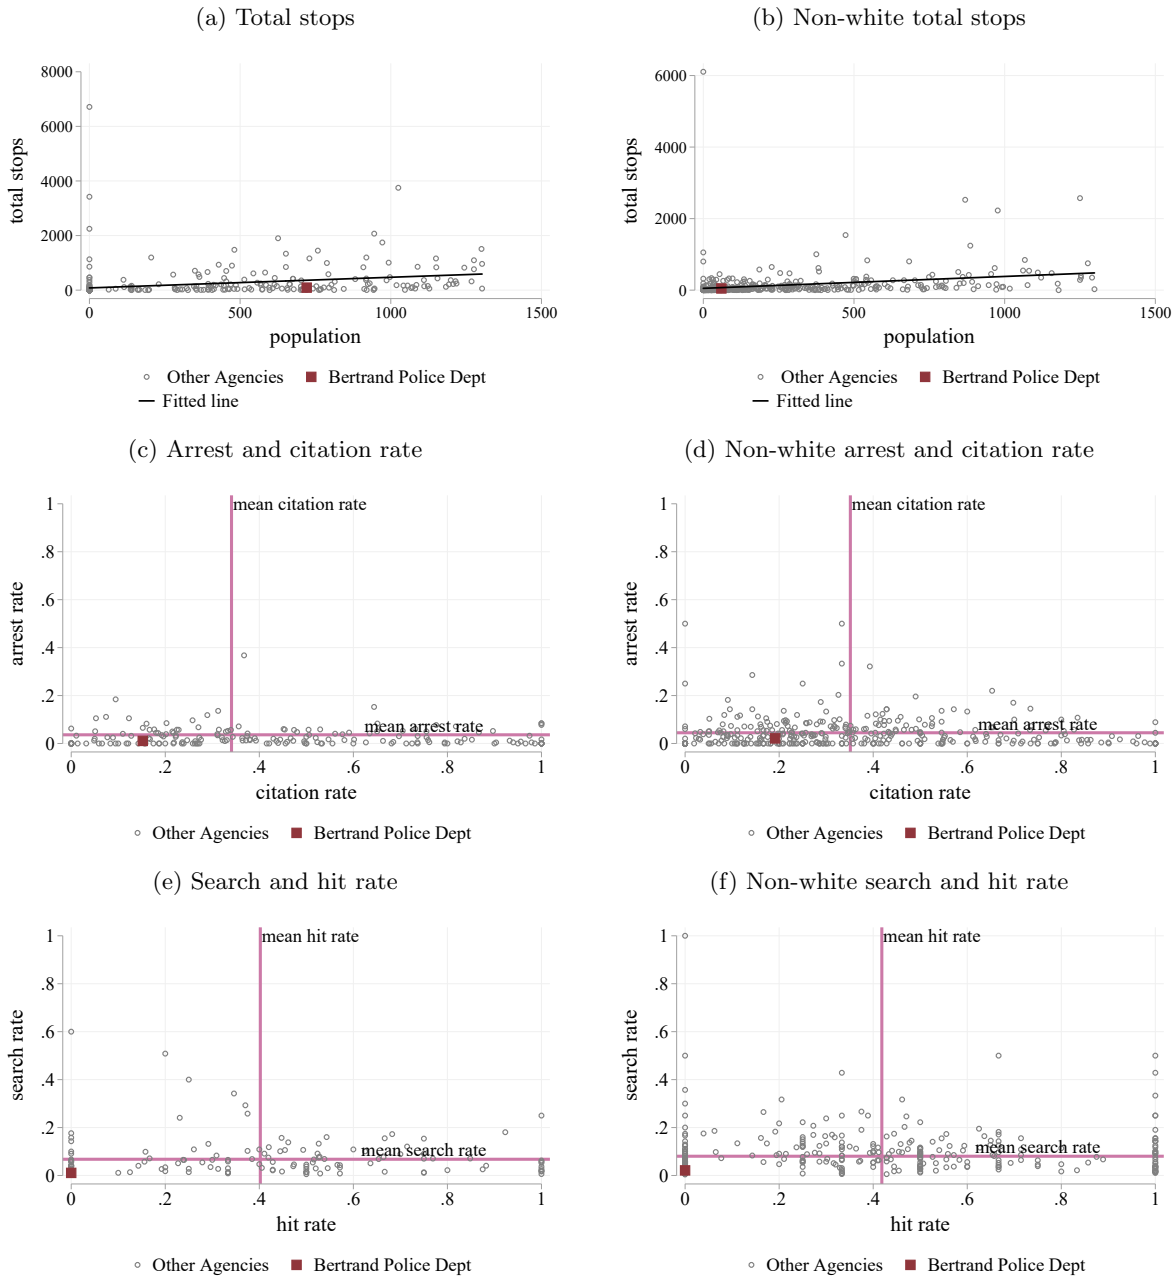 (a) Total stops
(b) Non-white total stops
8000
6000
4000
2000
0
total stops
0 500 1000 1500
population
Other Agencies Bertrand Police Dept
Fitted line
6000
4000
2000
0
total stops
0 500 1000 1500
population
Other Agencies Bertrand Police Dept
Fitted line
(c) Arrest and citation rate
(d) Non-white arrest and citation rate
1
.8
.6
.4
.2
0
arrest rate
mean citation rate
mean arrest rate
0 .2 .4 .6 .8 1
citation rate
Other Agencies Bertrand Police Dept
1
.8
.6
.4
.2
0
arrest rate
mean citation rate
mean arrest rate
0 .2 .4 .6 .8 1
citation rate
Other Agencies Bertrand Police Dept
(e) Search and hit rate
(f) Non-white search and hit rate
1
.8
.6
.4
.2
0
search rate
mean hit rate
mean search rate
0 .2 .4 .6 .8 1
hit rate
Other Agencies Bertrand Police Dept
1
.8
.6
.4
.2
0
search rate
mean hit rate
mean search rate
0 .2 .4 .6 .8 1
hit rate
Other Agencies Bertrand Police Dept